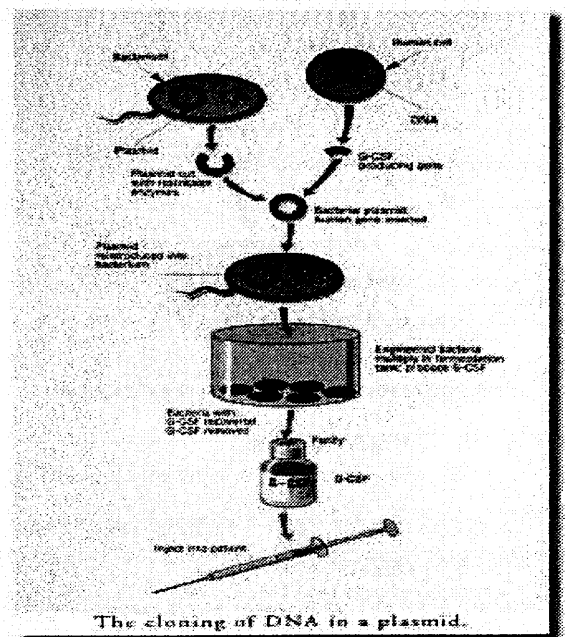 Bacterium
Human cell
DNA
Plasmid
Plasmid cut
with restriction
enzymes
G-CSF
producing gene
Bacteria plasmid,
human gene inserted
Plasmid
reintroduced into
bacterium
Engineered bacteria
multiply in fermentation
tank; produce G-CSF
Bacteria with
G-CSF recovered
G-CSF removed
Purify
G-CSF
G-CSF
Inject into patient
The cloning of DNA in a plasmid.